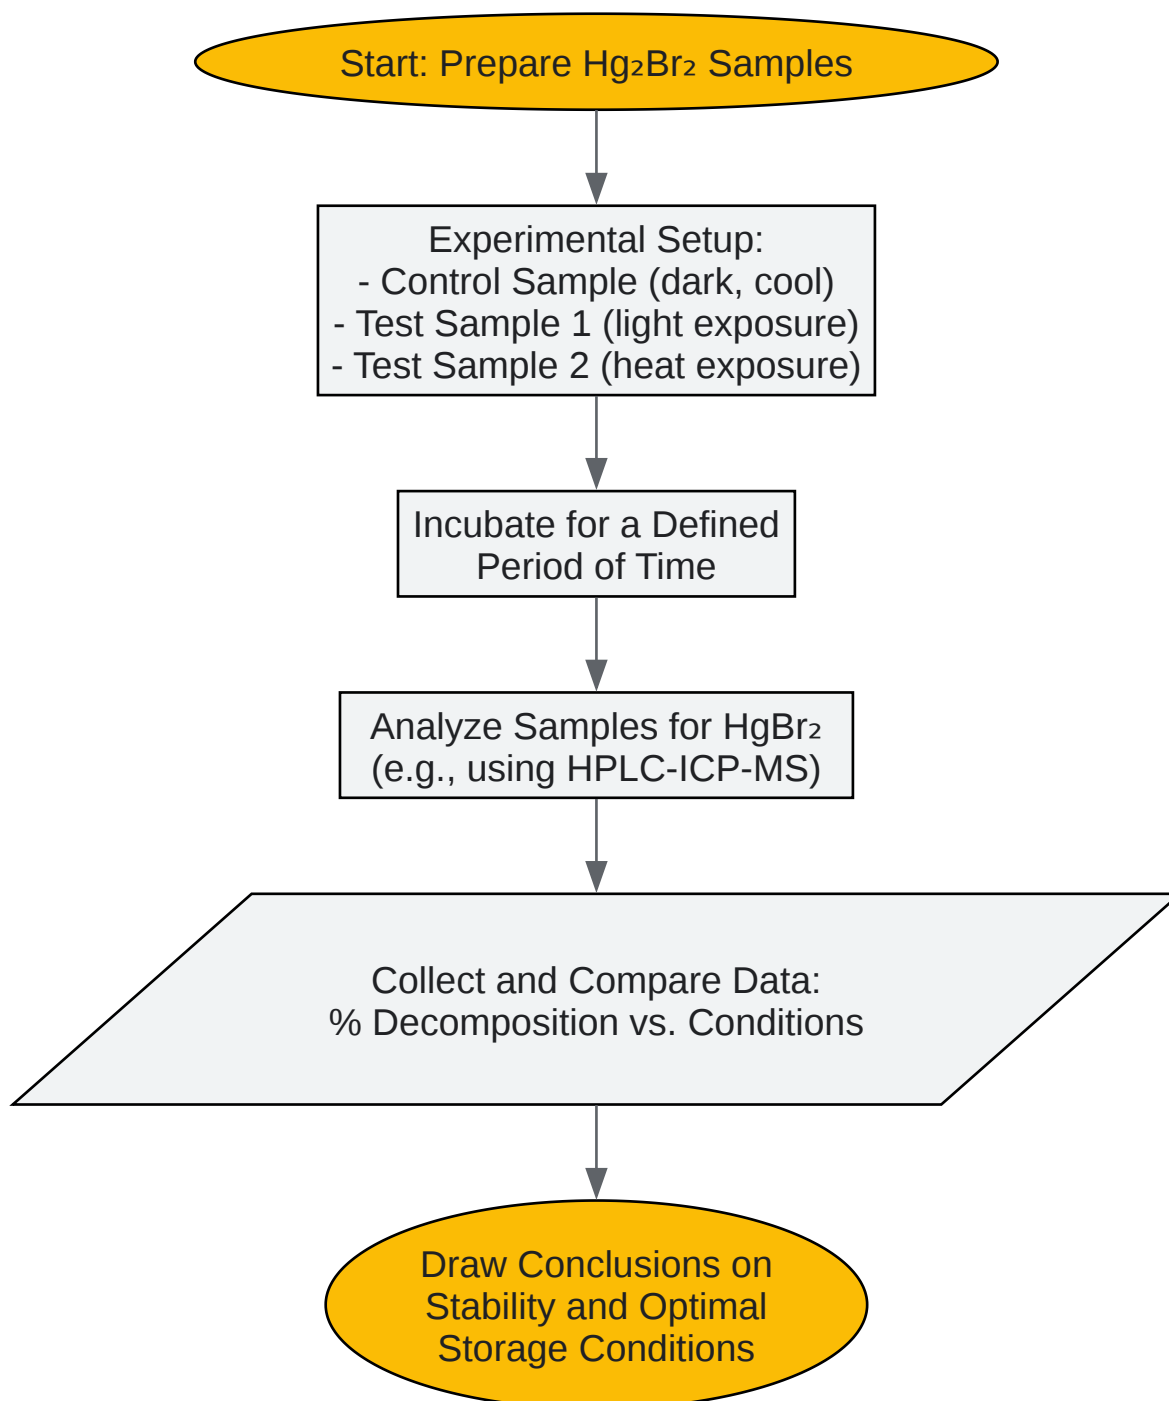 Start: Prepare Hg₂Br₂ Samples
Experimental Setup:
- Control Sample (dark, cool)
- Test Sample 1 (light exposure)
- Test Sample 2 (heat exposure)
Incubate for a Defined
Period of Time
Analyze Samples for HgBr₂
(e.g., using HPLC-ICP-MS)
Collect and Compare Data:
% Decomposition vs. Conditions
Draw Conclusions on
Stability and Optimal
Storage Conditions